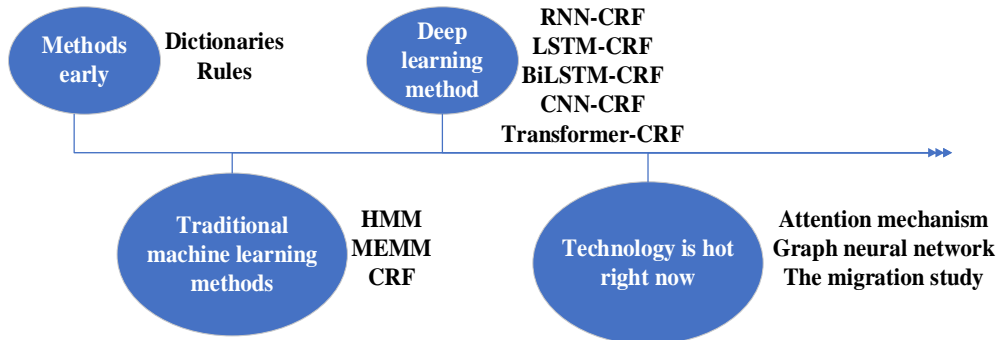 Methods
early
Dictionaries
Rules
Deep
learning
method
RNN-CRF
LSTM-CRF
BiLSTM-CRF
CNN-CRF
Transformer-CRF
Traditional
machine learning
methods
HMM
MEMM
CRF
Technology is hot
right now
Attention mechanism
Graph neural network
The migration study